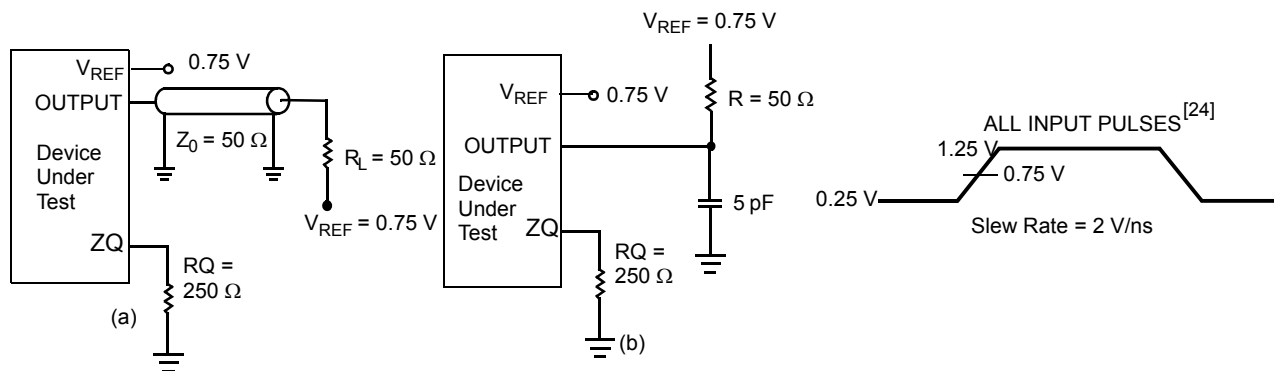 V_REF
0.75 V
OUTPUT
Z_0 = 50 Ω
Device
Under
Test
R_L = 50 Ω
V_REF = 0.75 V
ZQ
RQ =
250 Ω
(a)
V_REF = 0.75 V
R = 50 Ω
V_REF
0.75 V
OUTPUT
Device
Under
Test
5 pF
ZQ
RQ =
250 Ω
(b)
ALL INPUT PULSES[24]
1.25 V
0.75 V
0.25 V
Slew Rate = 2 V/ns